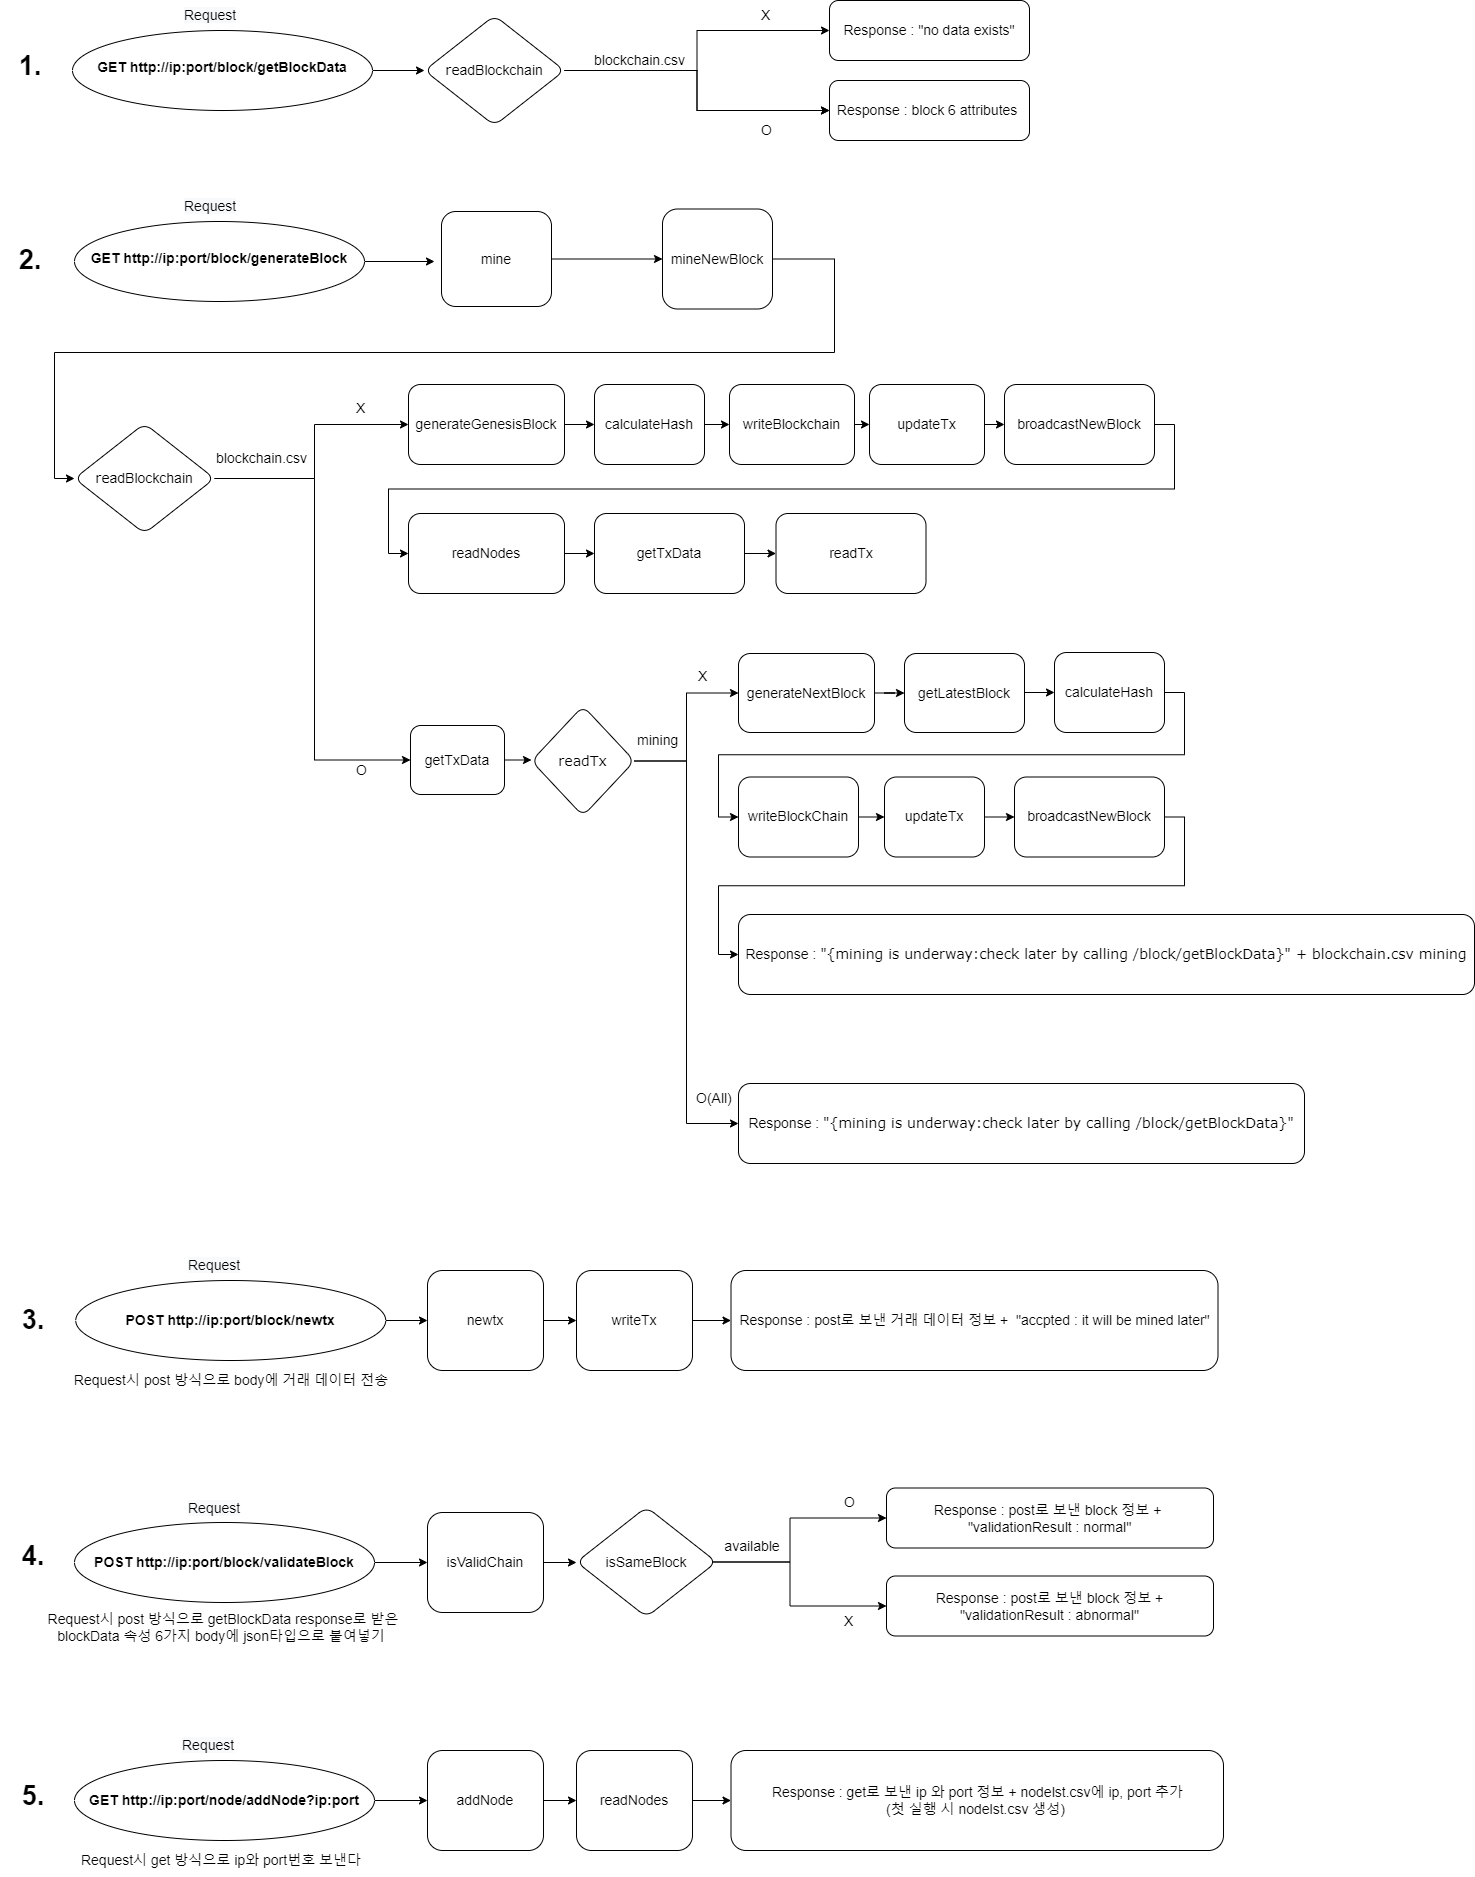 Request
1.
GET http://ip:port/block/getBlockData
readBlockchain
blockchain.csv
X
Response : "no data exists"
Response : block 6 attributes
O
Request
2.
GET http://ip:port/block/generateBlock
mine
mineNewBlock
readBlockchain
blockchain.csv
X
generateGenesisBlock
calculateHash
writeBlockchain
updateTx
broadcastNewBlock
readNodes
getTxData
readTx
O
getTxData
readTx
mining
X
generateNextBlock
getLatestBlock
calculateHash
writeBlockChain
updateTx
broadcastNewBlock
Response : "{mining is underway:check later by calling /block/getBlockData}" + blockchain.csv mining
O(All)
Response : "{mining is underway:check later by calling /block/getBlockData}"
Request
3.
POST http://ip:port/block/newtx
newtx
writeTx
Response : post로 보낸 거래 데이터 정보 + "accpted : it will be mined later"
Request시 post 방식으로 body에 거래 데이터 전송
Request
4.
POST http://ip:port/block/validateBlock
isValidChain
isSameBlock
available
O
Response : post로 보낸 block 정보 +
"validationResult : normal"
X
Response : post로 보낸 block 정보 +
"validationResult : abnormal"
Request시 post 방식으로 getBlockData response로 받은
blockData 속성 6가지 body에 json타입으로 붙여넣기
Request
5.
GET http://ip:port/node/addNode?ip:port
addNode
readNodes
Response : get로 보낸 ip 와 port 정보 + nodelst.csv에 ip, port 추가
(첫 실행 시 nodelst.csv 생성)
Request시 get 방식으로 ip와 port번호 보낸다